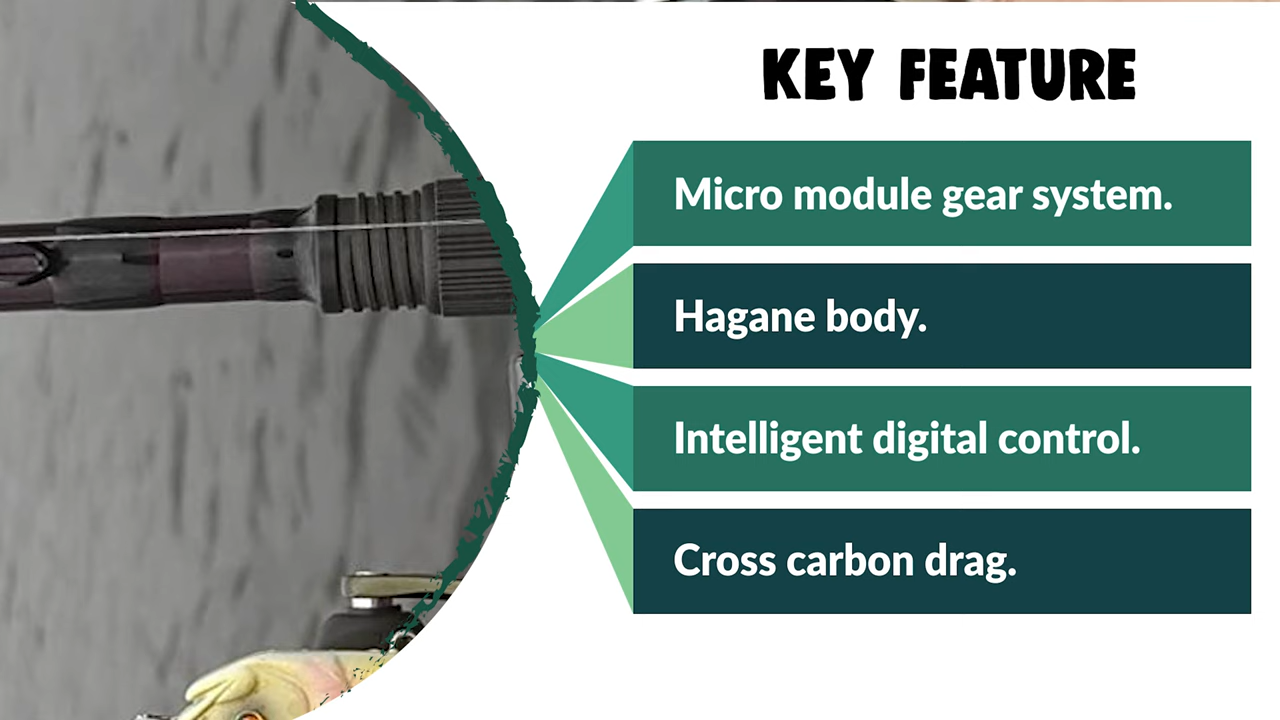 KEY FEATURE
Micro module gear system.
Hagane body.
Intelligent digital control.
Cross carbon drag.